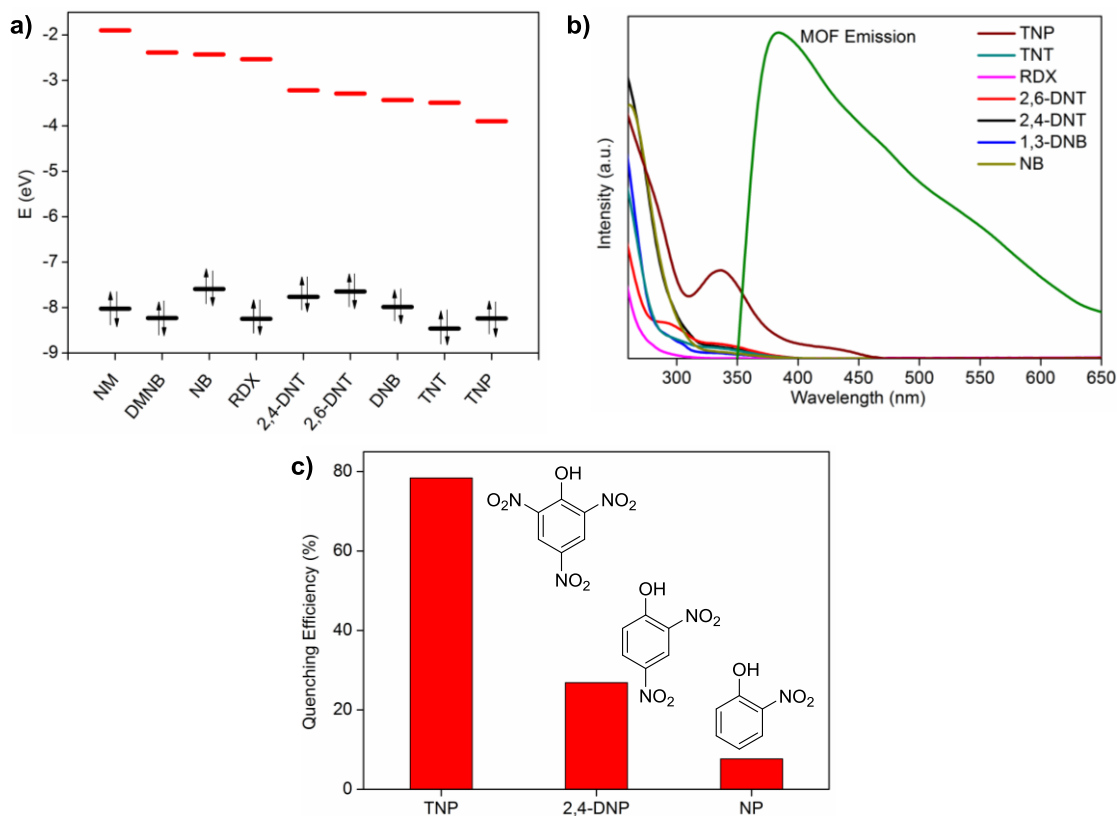 a)
E (eV)
-2
-3
-4
-5
-6
-7
-8
-9
NM
DMNB
NB
RDX
2,4-DNT
2,6-DNT
DNB
TNT
TNP
b)
Intensity (a.u.)
MOF Emission
TNP
TNT
RDX
2,6-DNT
2,4-DNT
1,3-DNB
NB
300 350 400 450 500 550 600 650
Wavelength (nm)
c)
Quenching Efficiency (%)
80
60
40
20
0
OH
O2N NO2
NO2
OH
NO2
NO2
OH
NO2
TNP 2,4-DNP NP